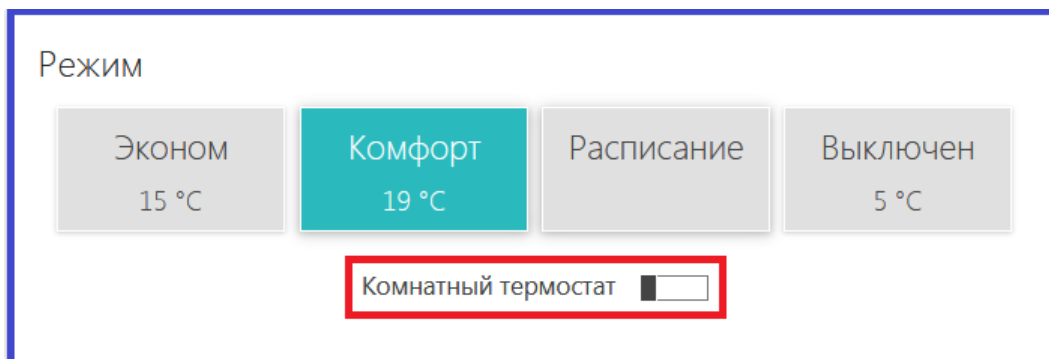 Режим
Эконом
15 °C
Комфорт
19 °C
Расписание
Выключен
5 °C
Комнатный термостат